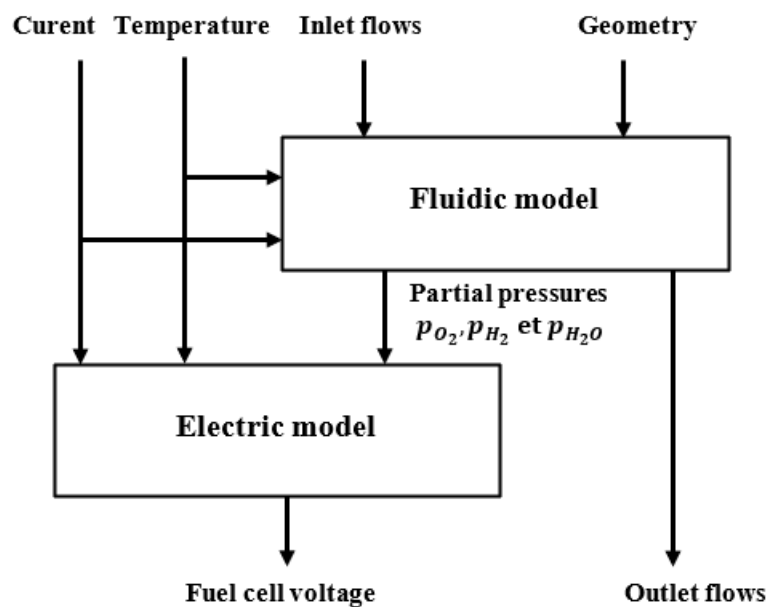 Curent Temperature Inlet flows Geometry
Fluidic model
Partial pressures
p_{O_2}, p_{H_2} et p_{H_2O}
Electric model
Fuel cell voltage Outlet flows